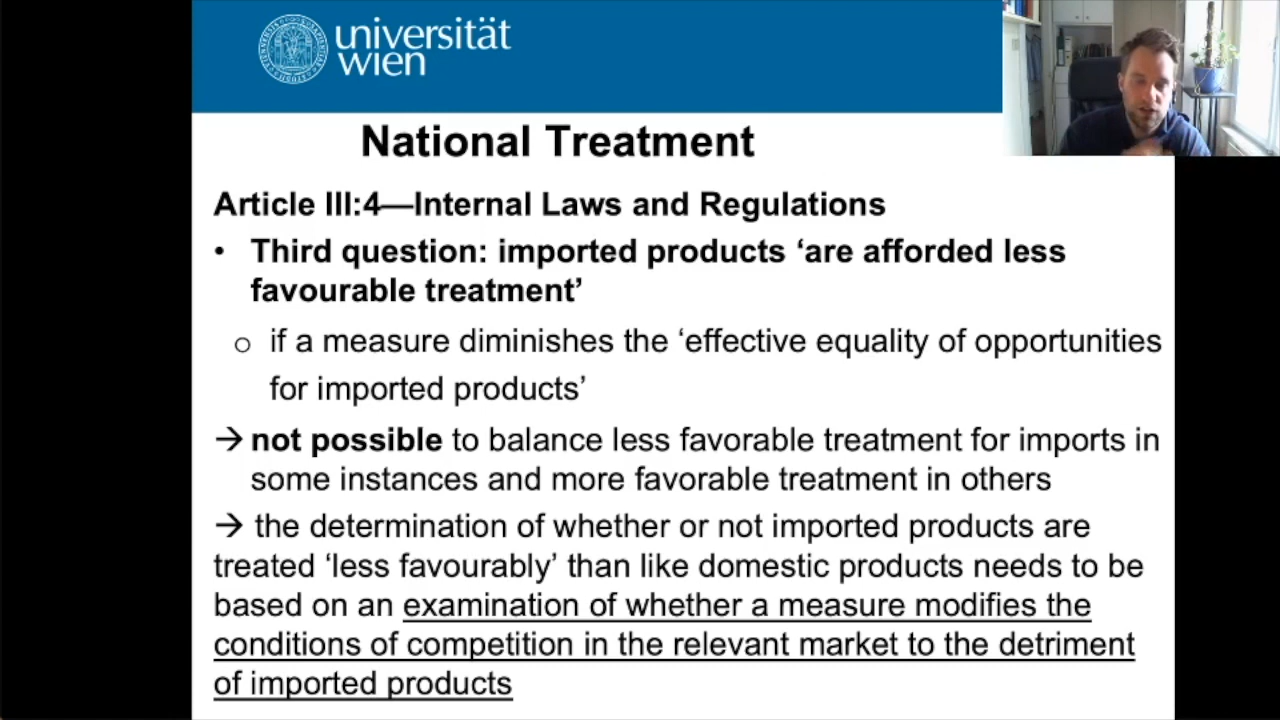 universität
wien
National Treatment
Article III:4—Internal Laws and Regulations
• Third question: imported products ‘are afforded less
favourable treatment’
o if a measure diminishes the ‘effective equality of opportunities
for imported products’
→ not possible to balance less favorable treatment for imports in
some instances and more favorable treatment in others
→ the determination of whether or not imported products are
treated ‘less favourably’ than like domestic products needs to be
based on an examination of whether a measure modifies the
conditions of competition in the relevant market to the detriment
of imported products